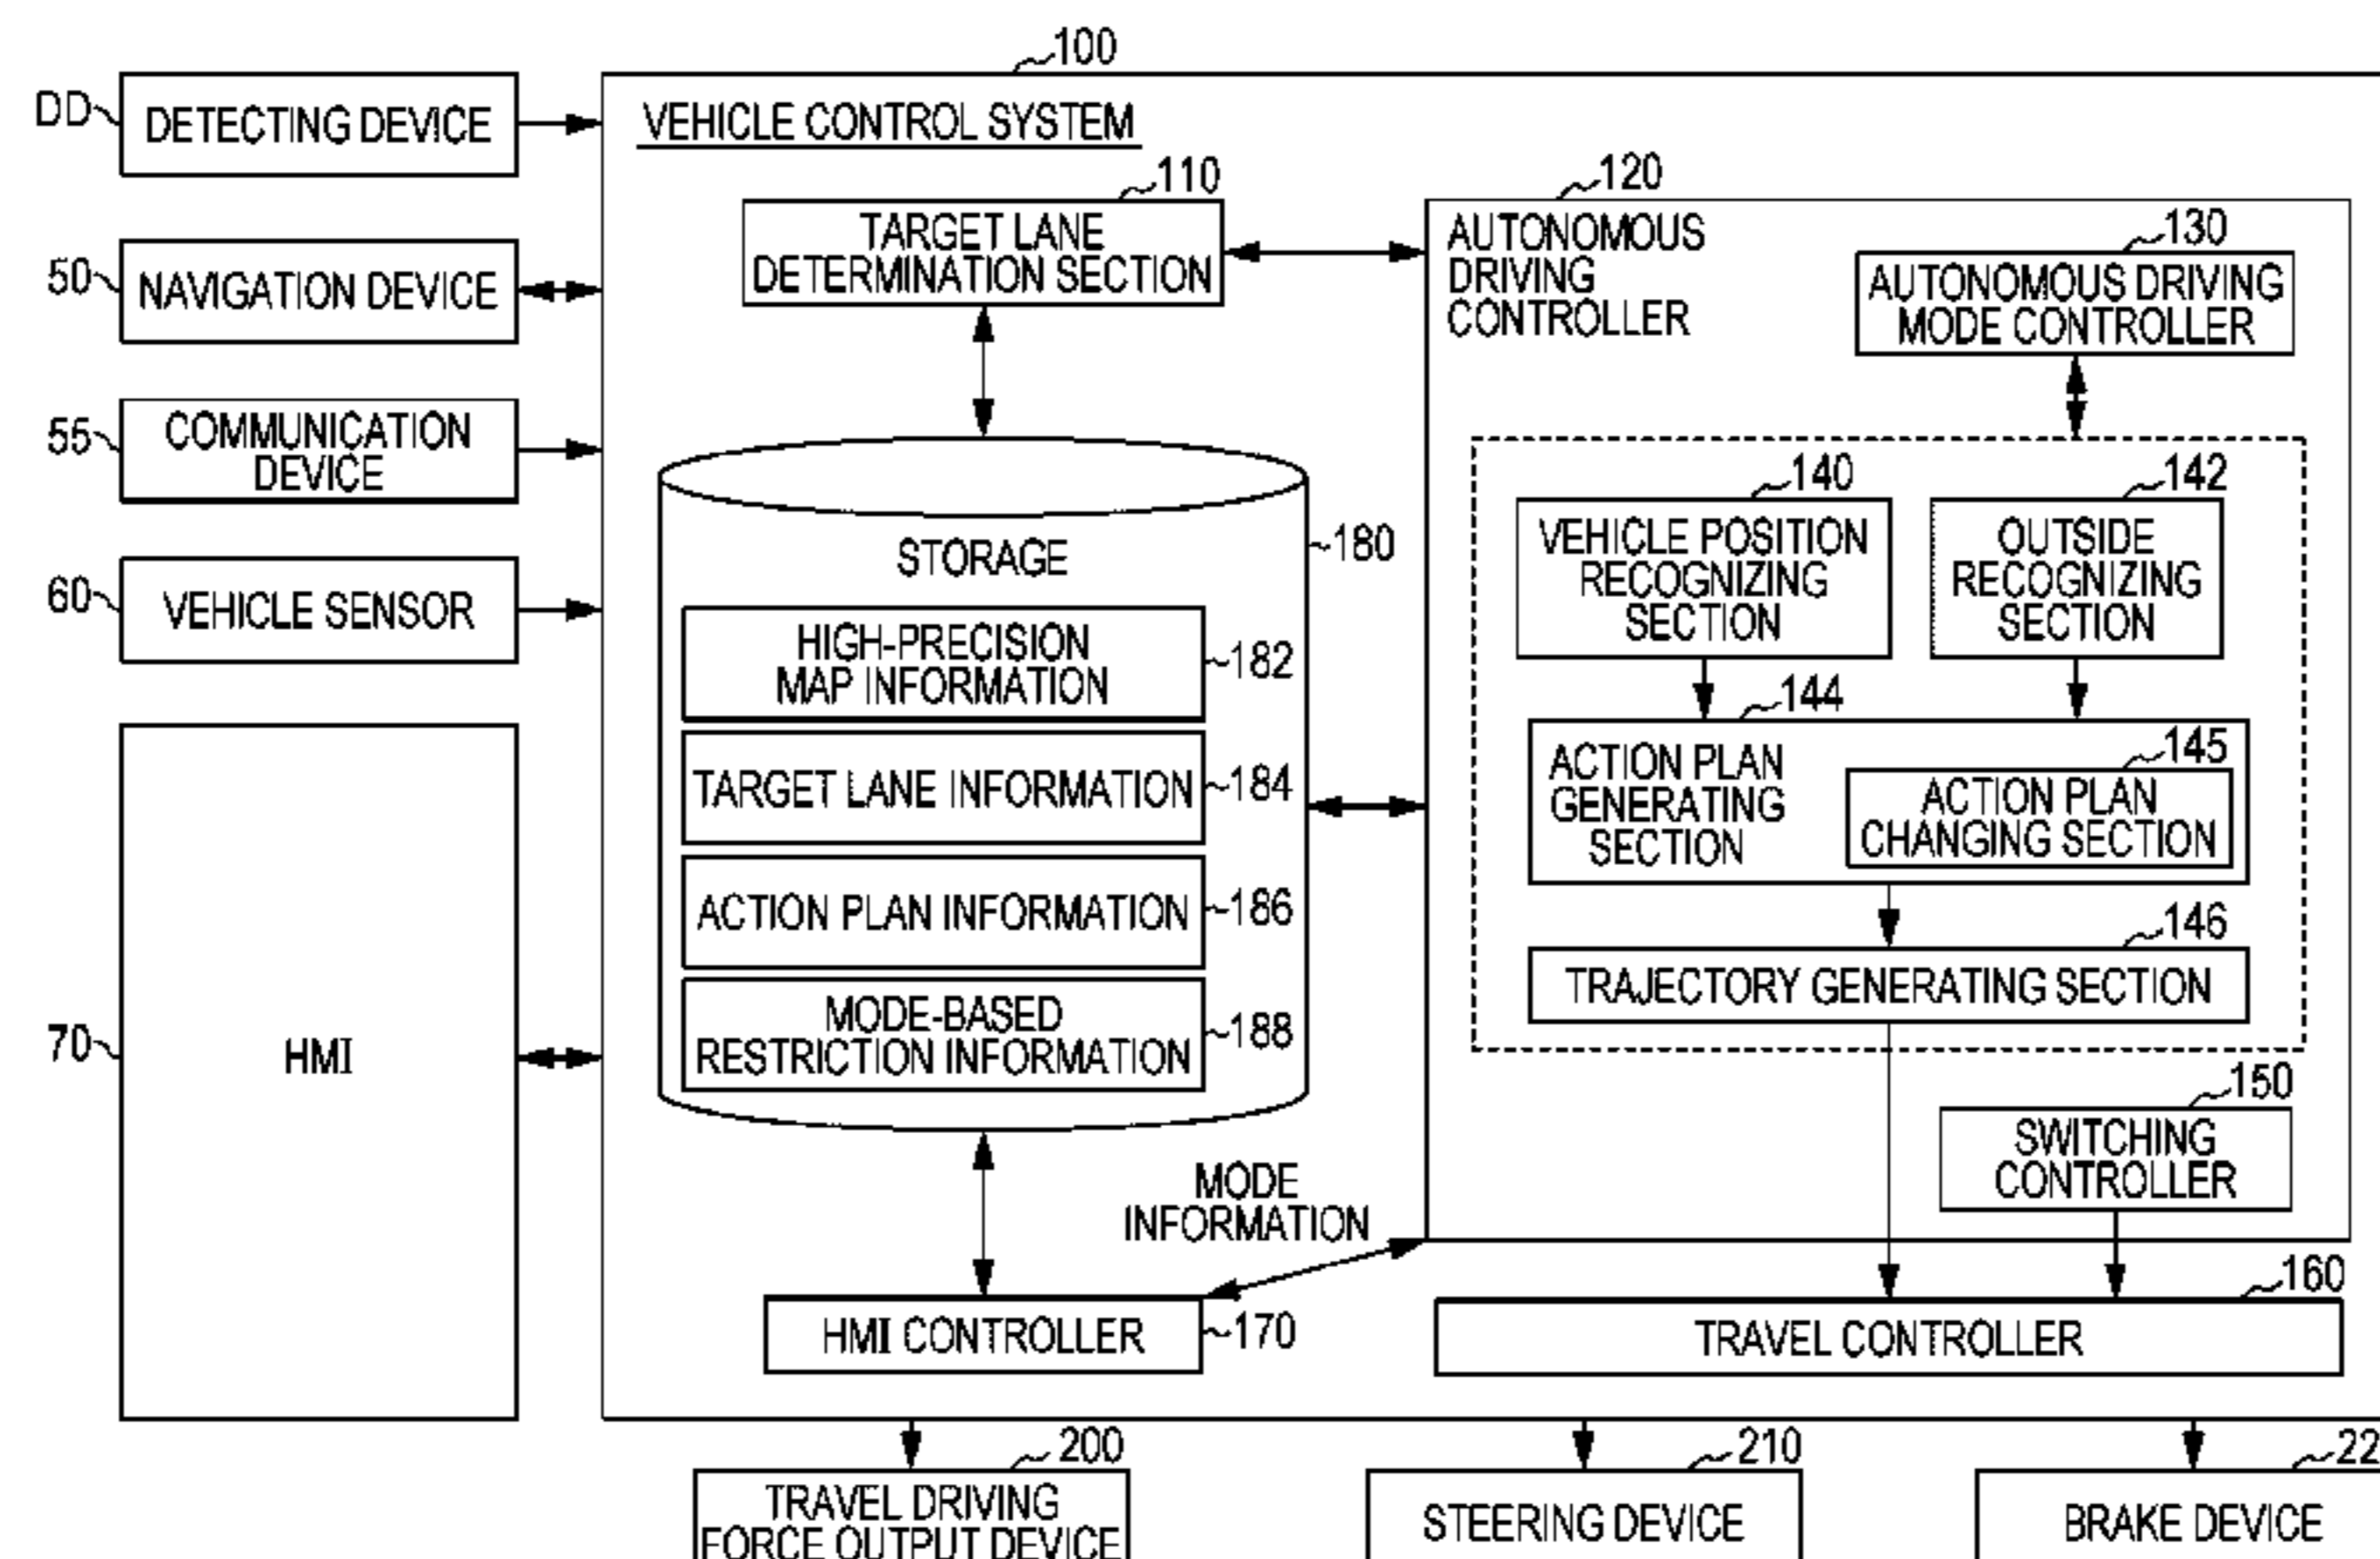 100
DD
DETECTING DEVICE
VEHICLE CONTROL SYSTEM
50
NAVIGATION DEVICE
55
COMMUNICATION
DEVICE
60
VEHICLE SENSOR
70
HMI
110
TARGET LANE
DETERMINATION SECTION
STORAGE
180
HIGH-PRECISION
MAP INFORMATION
182
TARGET LANE INFORMATION
184
ACTION PLAN INFORMATION
186
MODE-BASED
RESTRICTION INFORMATION
188
MODE
INFORMATION
HMI CONTROLLER
170
120
AUTONOMOUS
DRIVING
CONTROLLER
130
AUTONOMOUS DRIVING
MODE CONTROLLER
140
VEHICLE POSITION
RECOGNIZING
SECTION
142
OUTSIDE
RECOGNIZING
SECTION
144
ACTION PLAN
GENERATING
SECTION
145
ACTION PLAN
CHANGING SECTION
146
TRAJECTORY GENERATING SECTION
150
SWITCHING
CONTROLLER
160
TRAVEL CONTROLLER
200
TRAVEL DRIVING
FORCE OUTPUT DEVICE
210
STEERING DEVICE
22
BRAKE DEVICE